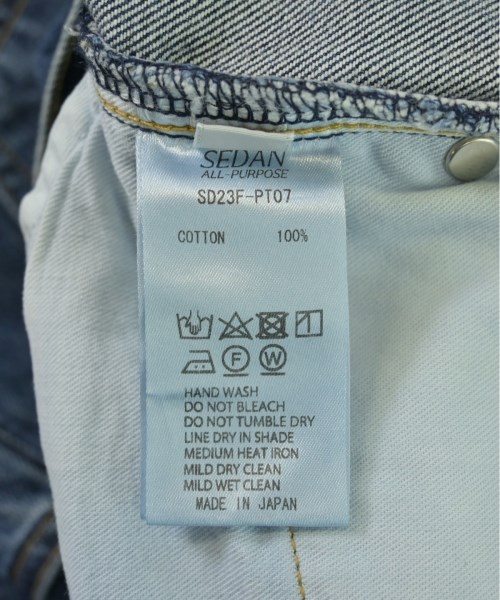 SEDAN
ALL-PURPOSE
SD23F-PT07
COTTON 100%
F W
HAND WASH
DO NOT BLEACH
DO NOT TUMBLE DRY
LINE DRY IN SHADE
MEDIUM HEAT IRON
MILD DRY CLEAN
MILD WET CLEAN
MADE IN JAPAN